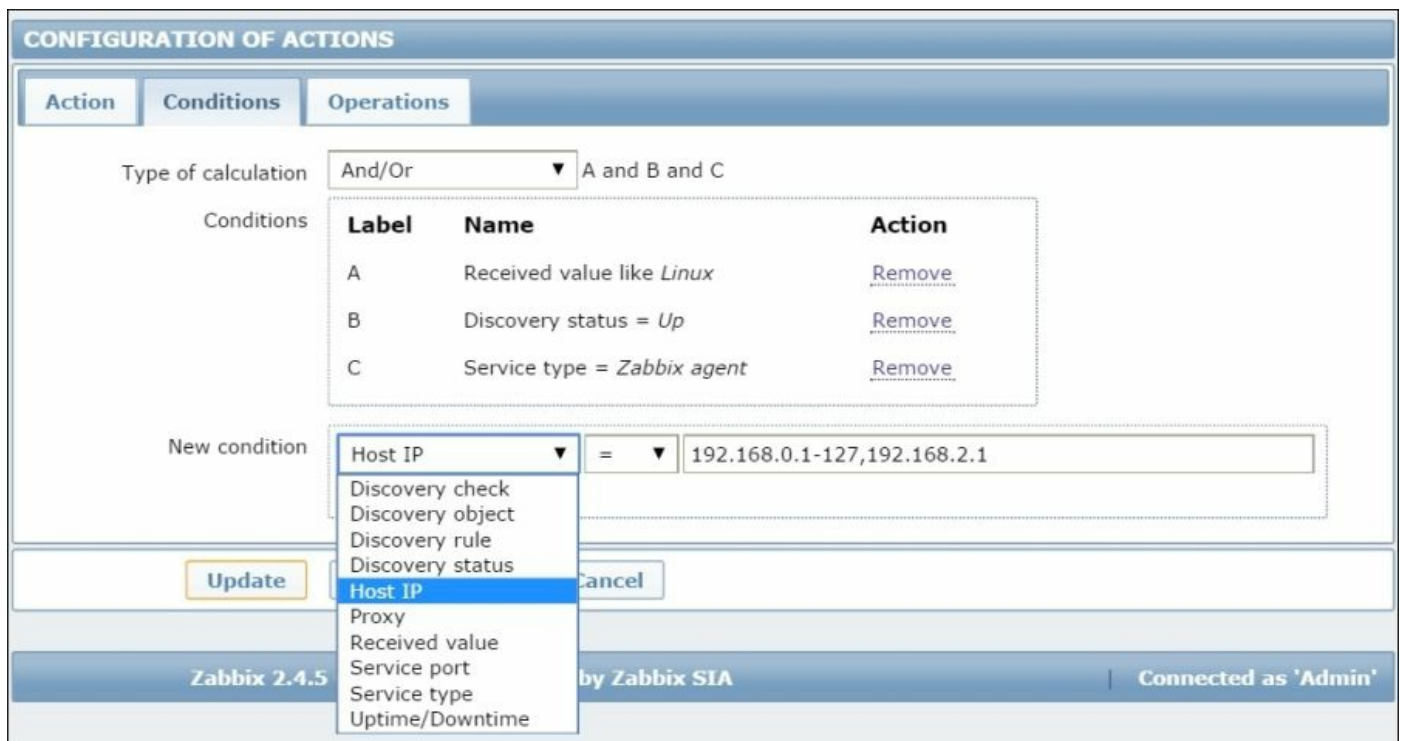 CONFIGURATION OF ACTIONS
Action Conditions Operations
Type of calculation And/Or A and B and C
Conditions Label Name Action
A Received value like Linux Remove
B Discovery status = Up Remove
C Service type = Zabbix agent Remove
New condition Host IP = 192.168.0.1-127,192.168.2.1
Discovery check
Discovery object
Discovery rule
Discovery status
Update Cancel
Host IP
Proxy
Received value
Service port
Zabbix 2.4.5 by Zabbix SIA | Connected as 'Admin'
Service type
Uptime/Downtime